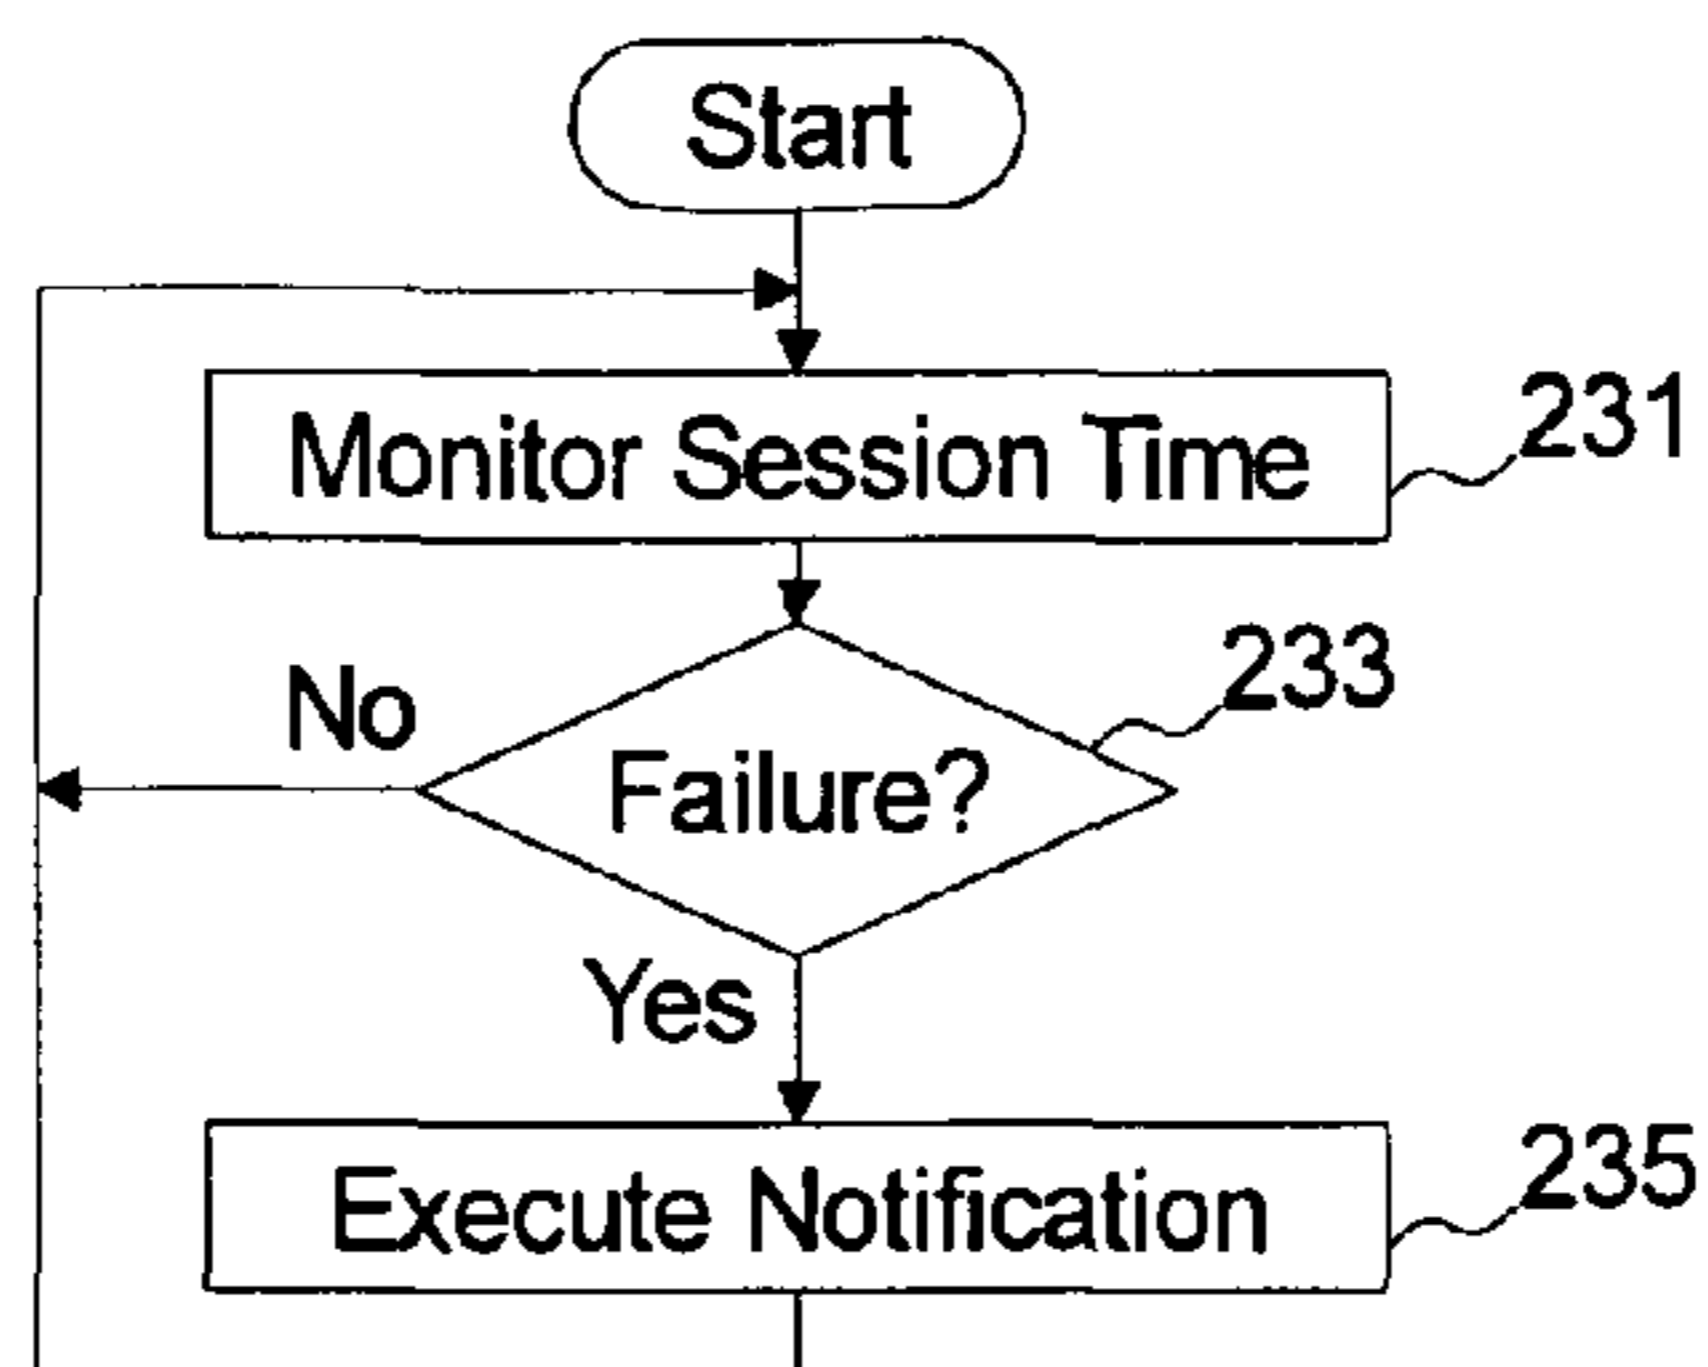 Start
Monitor Session Time
231
233
No
Failure?
Yes
Execute Notification
235